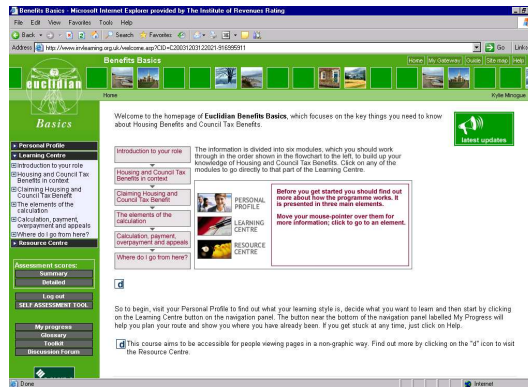 Benefits Basics - Microsoft Internet Explorer provided by The Institute of Revenues Rating
File Edit View Favorites Tools Help
Back Search Favorites
Address http://www.irrvlearning.org.uk/welcome.asp?CID=C20031203122021-916995911 Go Links
Benefits Basics
Home My Gateway Guide Site map Help
euclidian
Home
Kylie Minogue
Basics
Personal Profile
Learning Centre
Introduction to your role
Housing and Council Tax
Benefits in context
Claiming Housing and
Council Tax Benefit
The elements of the
calculation
Calculation, payment,
overpayment and appeals
Where do I go from here?
Resource Centre
Assessment scores:
Summary
Detailed
Log out
SELF ASSESSMENT TOOL
My progress
Glossary
Toolkit
Discussion Forum
Welcome to the homepage of Euclidian Benefits Basics, which focuses on the key things you need to know
about Housing Benefits and Council Tax Benefits.
latest updates
Introduction to your role
Housing and Council Tax
Benefits in context
Claiming Housing and
Council Tax Benefit
The elements of the
calculation
Calculation, payment,
overpayment and appeals
Where do I go from here?
The information is divided into six modules, which you should work
through in the order shown in the flowchart to the left, to build up your
knowledge of Housing and Council Tax Benefits. Click on any of the
modules to go directly to that part of the Learning Centre.
PERSONAL
PROFILE
LEARNING
CENTRE
RESOURCE
CENTRE
Before you get started you should find out
more about how the programme works. It
is presented in three main elements.
Move your mouse-pointer over them for
more information; click to go to an element.
d
So to begin, visit your Personal Profile to find out what your learning style is, decide what you want to learn and then start by clicking
on the Learning Centre button on the navigation panel. The button near the bottom of the navigation panel labelled My Progress will
help you plan your route and show you where you have already been. If you get stuck at any time, just click on Help.
d This course aims to be accessible for people viewing pages in a non-graphic way. Find out more by clicking on the "d" icon to visit
the Resource Centre.
Done
Internet